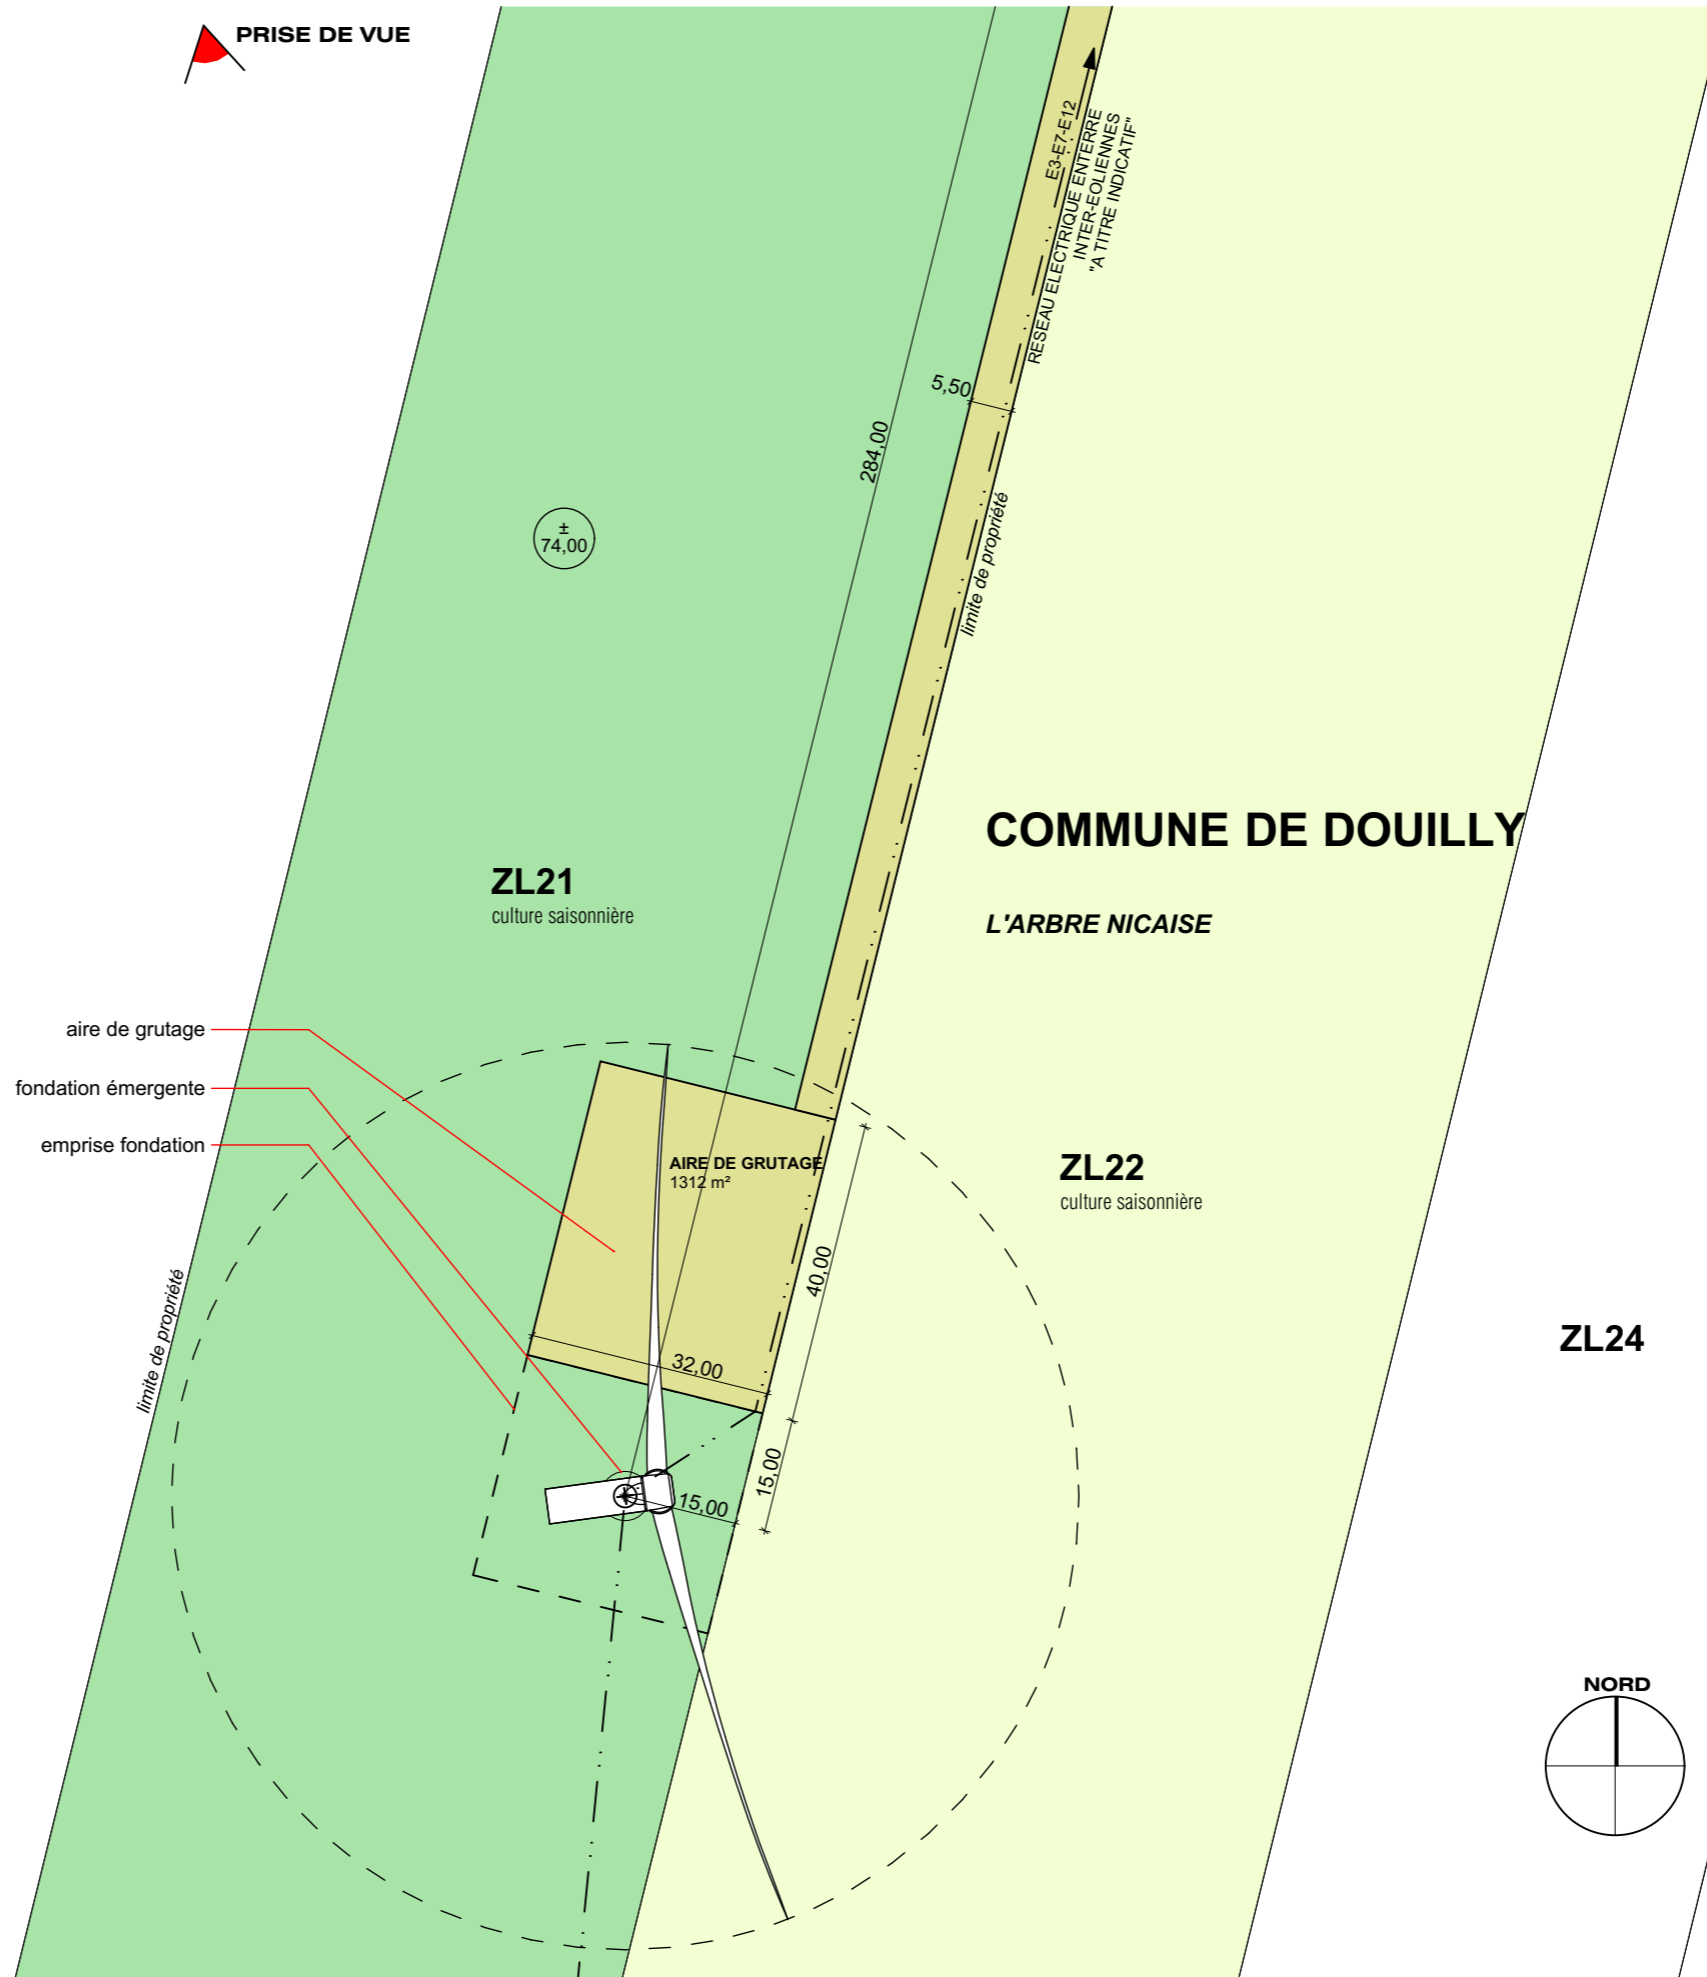 PRISE DE VUE
E3-E7-E12
RESEAU ELECTRIQUE ENTERRE
INTER-EOLIENNES
"A TITRE INDICATIF"
5,50
284,00
limite de propriété
±
74,00
COMMUNE DE DOUILLY
L'ARBRE NICAISE
ZL21
culture saisonnière
aire de grutage
fondation émergente
emprise fondation
AIRE DE GRUTAGE
1312 m²
ZL22
culture saisonnière
40,00
limite de propriété
32,00
ZL24
15,00
15,00
NORD